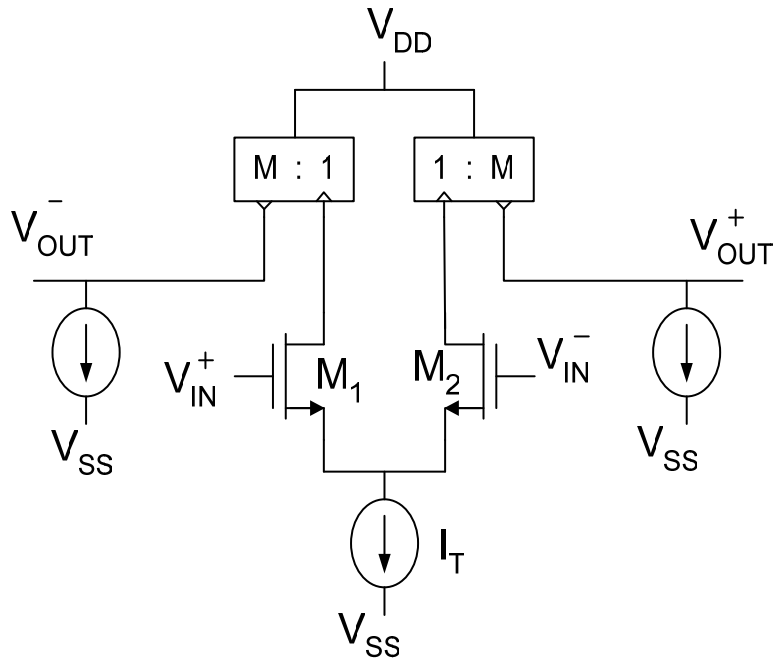 V_DD
M : 1
1 : M
V_OUT^-
V_OUT^+
V_IN^+
M_1
M_2
V_IN^-
V_SS
V_SS
I_T
V_SS